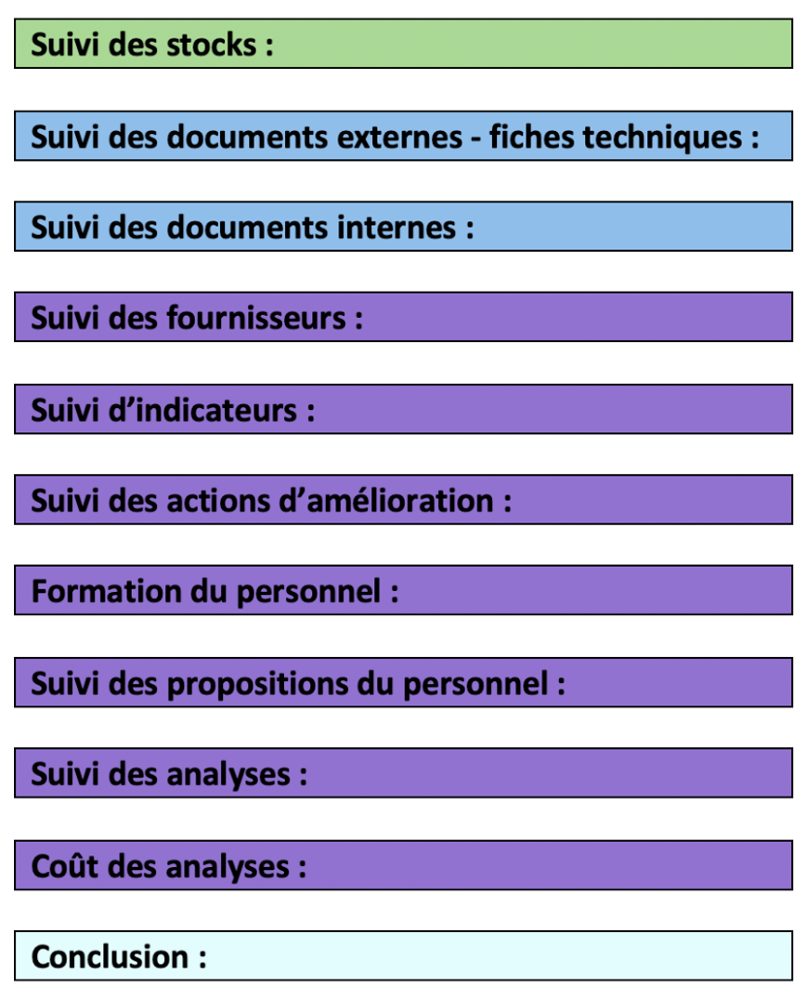 Suivi des stocks :
Suivi des documents externes - fiches techniques :
Suivi des documents internes :
Suivi des fournisseurs :
Suivi d’indicateurs :
Suivi des actions d’amélioration :
Formation du personnel :
Suivi des propositions du personnel :
Suivi des analyses :
Coût des analyses :
Conclusion :